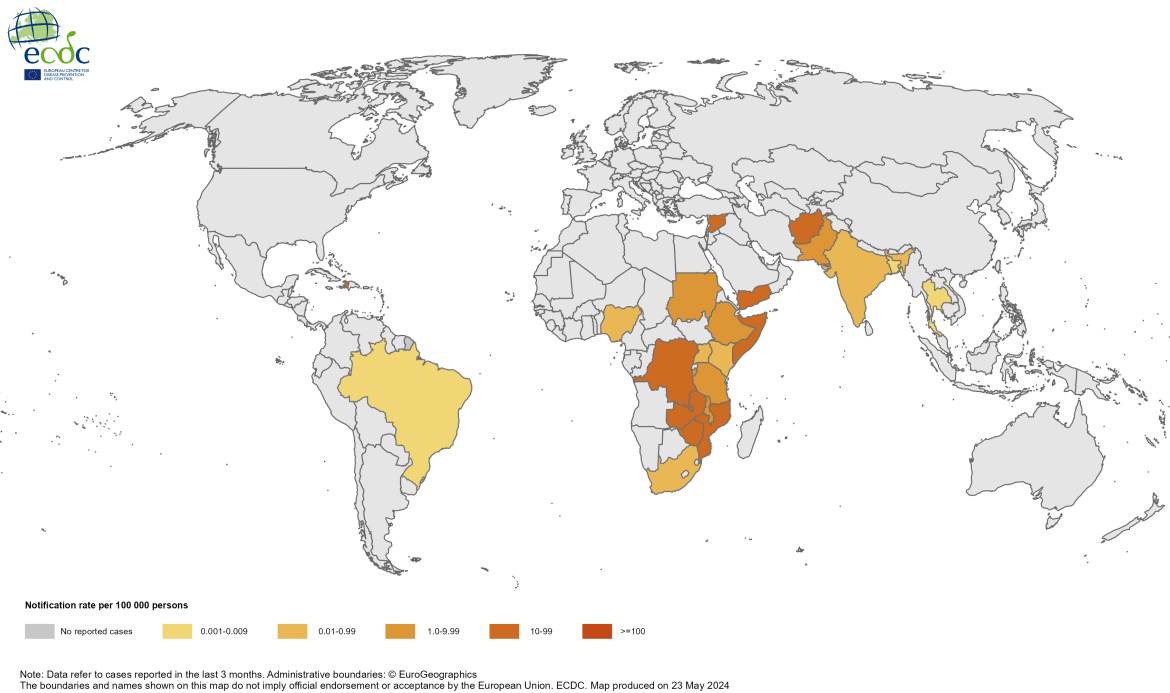 ecdc
EUROPEAN CENTRE FOR
DISEASE PREVENTION
AND CONTROL
Notification rate per 100 000 persons
No reported cases
0.001-0.009
0.01-0.99
1.0-9.99
10-99
>=100
Note: Data refer to cases reported in the last 3 months. Administrative boundaries: © EuroGeographics
The boundaries and names shown on this map do not imply official endorsement or acceptance by the European Union. ECDC. Map produced on 23 May 2024